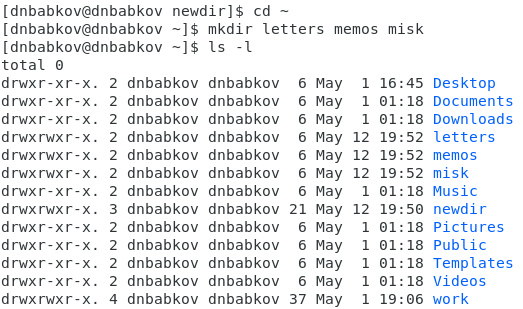 [dnbabkov@dnbabkov newdir]$ cd ~
[dnbabkov@dnbabkov ~]$ mkdir letters memos misk
[dnbabkov@dnbabkov ~]$ ls -l
total 0
drwxr-xr-x. 2 dnbabkov dnbabkov  6 May  1 16:45 Desktop
drwxr-xr-x. 2 dnbabkov dnbabkov  6 May  1 01:18 Documents
drwxr-xr-x. 2 dnbabkov dnbabkov  6 May  1 01:18 Downloads
drwxrwxr-x. 2 dnbabkov dnbabkov  6 May 12 19:52 letters
drwxrwxr-x. 2 dnbabkov dnbabkov  6 May 12 19:52 memos
drwxrwxr-x. 2 dnbabkov dnbabkov  6 May 12 19:52 misk
drwxr-xr-x. 2 dnbabkov dnbabkov  6 May  1 01:18 Music
drwxrwxr-x. 3 dnbabkov dnbabkov 21 May 12 19:50 newdir
drwxr-xr-x. 2 dnbabkov dnbabkov  6 May  1 01:18 Pictures
drwxr-xr-x. 2 dnbabkov dnbabkov  6 May  1 01:18 Public
drwxr-xr-x. 2 dnbabkov dnbabkov  6 May  1 01:18 Templates
drwxr-xr-x. 2 dnbabkov dnbabkov  6 May  1 01:18 Videos
drwxrwxr-x. 4 dnbabkov dnbabkov 37 May  1 19:06 work